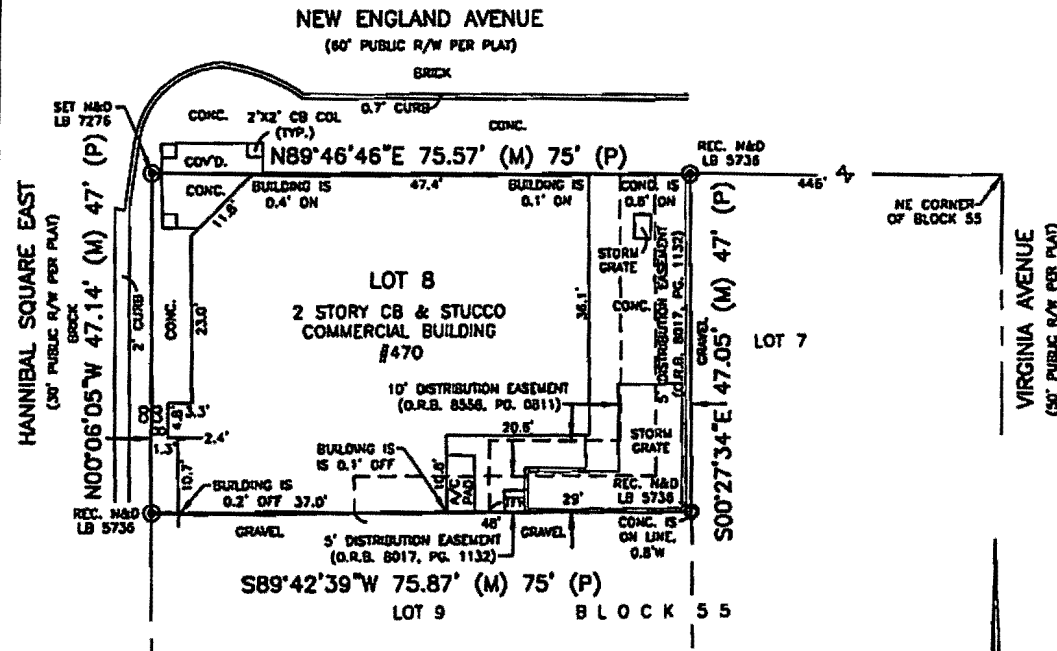 NEW ENGLAND AVENUE
(60' PUBLIC R/W PER PLAT)
BRICK
0.7' CURB
SET N&D
LB 7276
CONC.
2'X2' CB COL
(TYP.)
CONC.
COV'D.
N89°46'46"E 75.57' (M) 75' (P)
REC. N&D
LB 5736
446'
NE CORNER
OF BLOCK 55
CONC.
BUILDING IS
0.4' ON
47.4'
BUILDING IS
0.1' ON
CONC. IS
0.6' ON
11.8'
STORM
GRATE
CONC.
HANNIBAL SQUARE EAST
(30' PUBLIC R/W PER PLAT)
BRICK
N00°06'05"W 47.14' (M) 47' (P)
2' CURB
CONC.
23.0'
LOT 8
2 STORY CB & STUCCO
COMMERCIAL BUILDING
#470
36.1'
5' DISTRIBUTION EASEMENT
(O.R.B. 8017, PG. 1132)
GRAVEL
S00°27'34"E 47.05' (M) 47' (P)
LOT 7
VIRGINIA AVENUE
(50' PUBLIC R/W PER PLAT)
10' DISTRIBUTION EASEMENT
(O.R.B. 8556, PG. 0811)
4.8'
3.3'
2.4'
1.3'
10.7'
20.5'
STORM
GRATE
BUILDING IS
IS 0.1' OFF
10.8'
A/C
PAD
BUILDING IS
0.2' OFF
37.0'
REC. N&D
LB 5736
REC. N&D
LB 5736
29'
46'
GRAVEL
GRAVEL
CONC. IS
ON LINE,
0.8'W
5' DISTRIBUTION EASEMENT
(O.R.B. 8017, PG. 1132)
S89°42'39"W 75.87' (M) 75' (P)
LOT 9
BLOCK 55